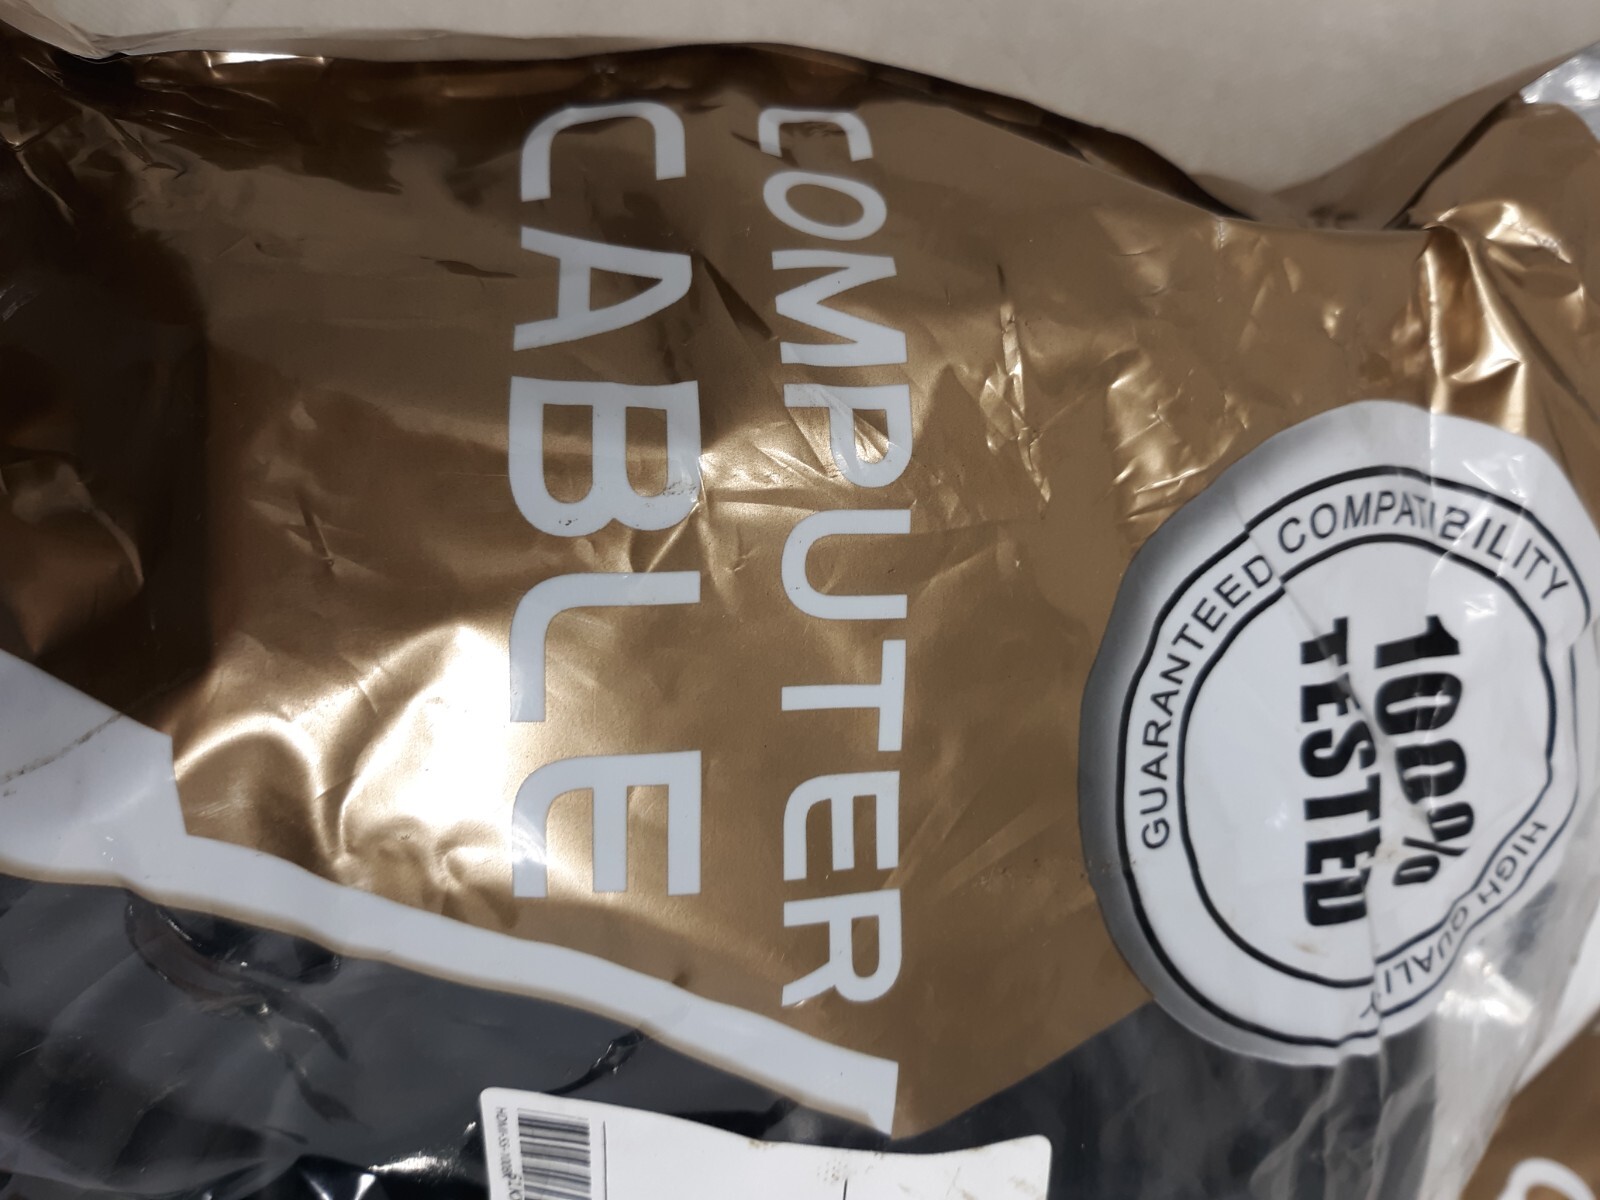 COMPUTER
CABLE
GUARANTEED COMPATIBILITY
100%
TESTED
HIGH QUALITY